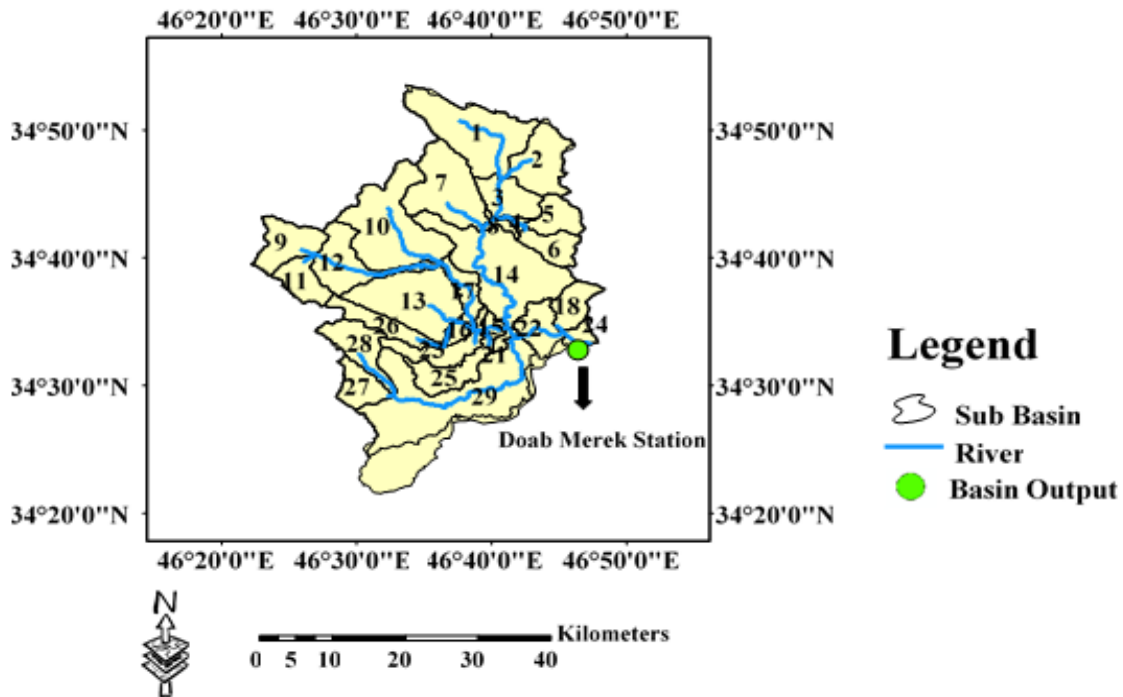 46°20'0"E 46°30'0"E 46°40'0"E 46°50'0"E
34°50'0"N 34°50'0"N
1
2
7
3
4
5
10
9
6
12
11
14
34°40'0"N 34°40'0"N
17
13
18
26
16
15
22
24
28
23
21
25
27
29
34°30'0"N 34°30'0"N
Doab Merek Station
34°20'0"N 34°20'0"N
46°20'0"E 46°30'0"E 46°40'0"E 46°50'0"E
Legend
Sub Basin
River
Basin Output
N
Kilometers
0 5 10 20 30 40